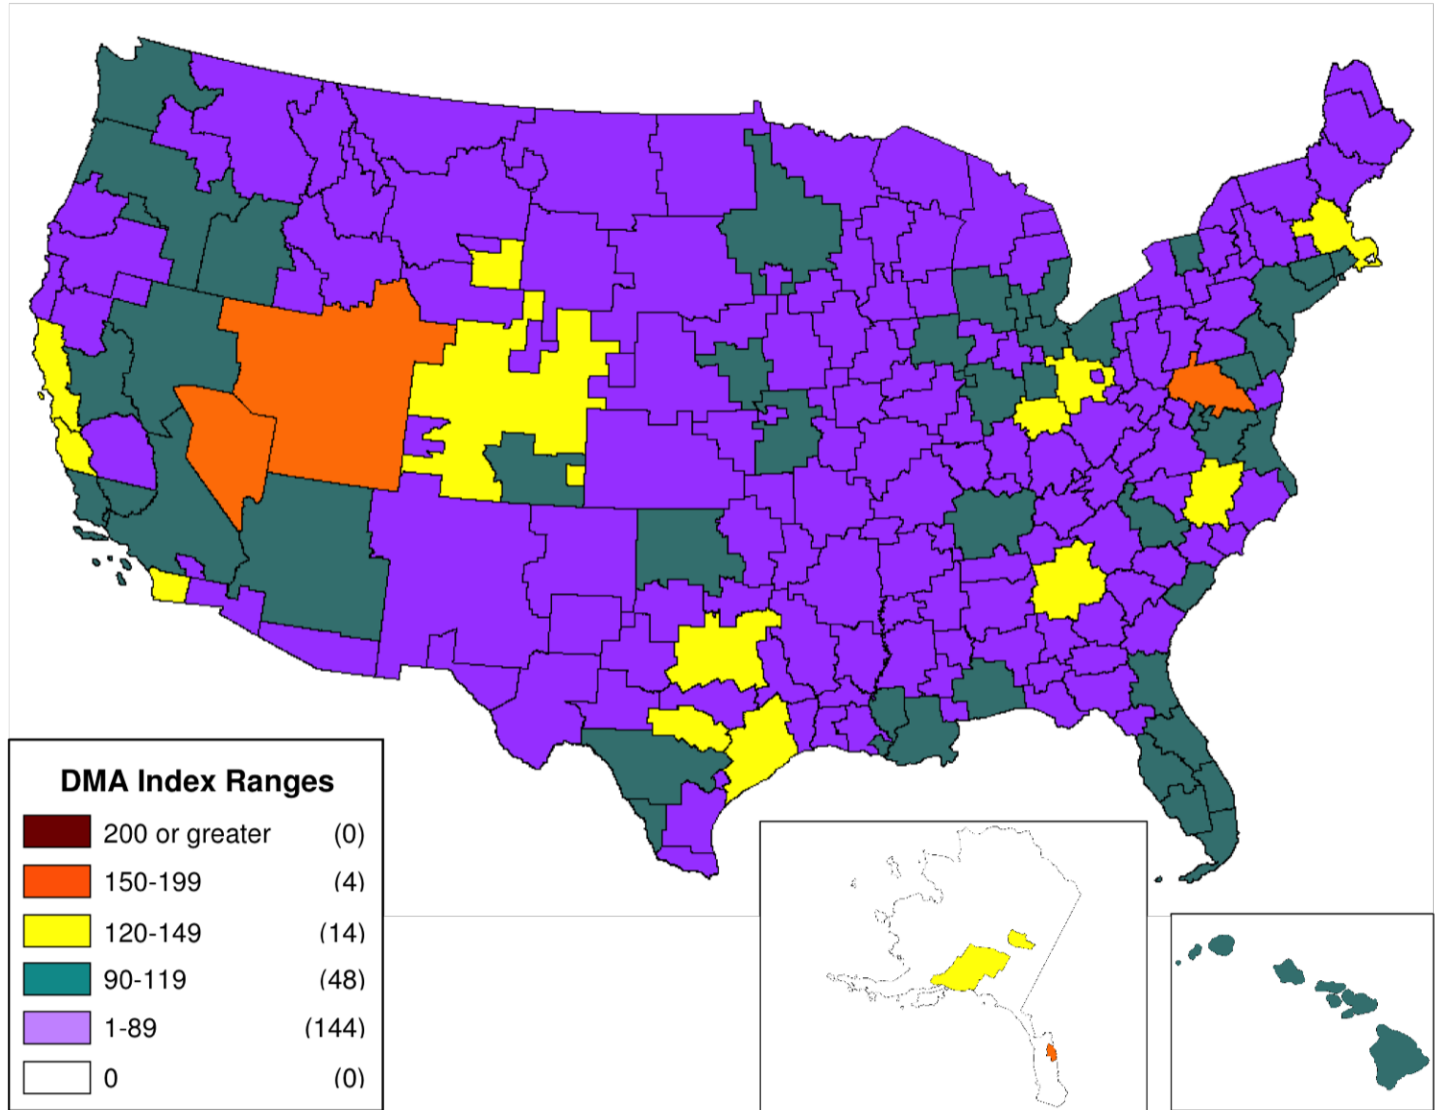 DMA Index Ranges
200 or greater (0)
150-199 (4)
120-149 (14)
90-119 (48)
1-89 (144)
0 (0)